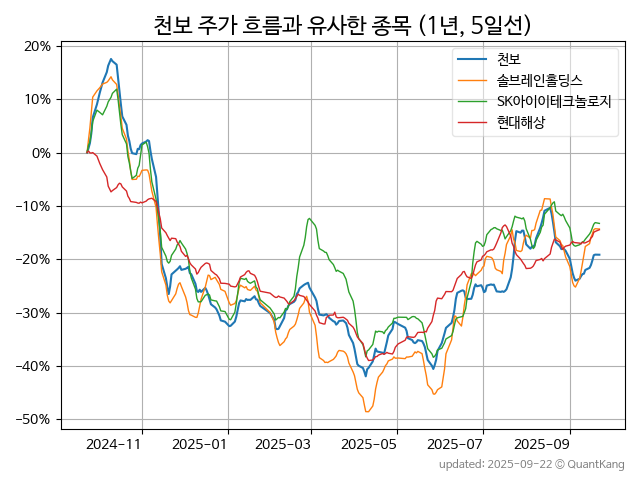 천보 주가 흐름과 유사한 종목 (1년, 5일선)
천보
솔브레인홀딩스
SK아이이테크놀로지
현대해상
20%
10%
0%
−10%
−20%
−30%
−40%
−50%
2024-11 2025-01 2025-03 2025-05 2025-07 2025-09
updated: 2025-09-22 © QuantKang